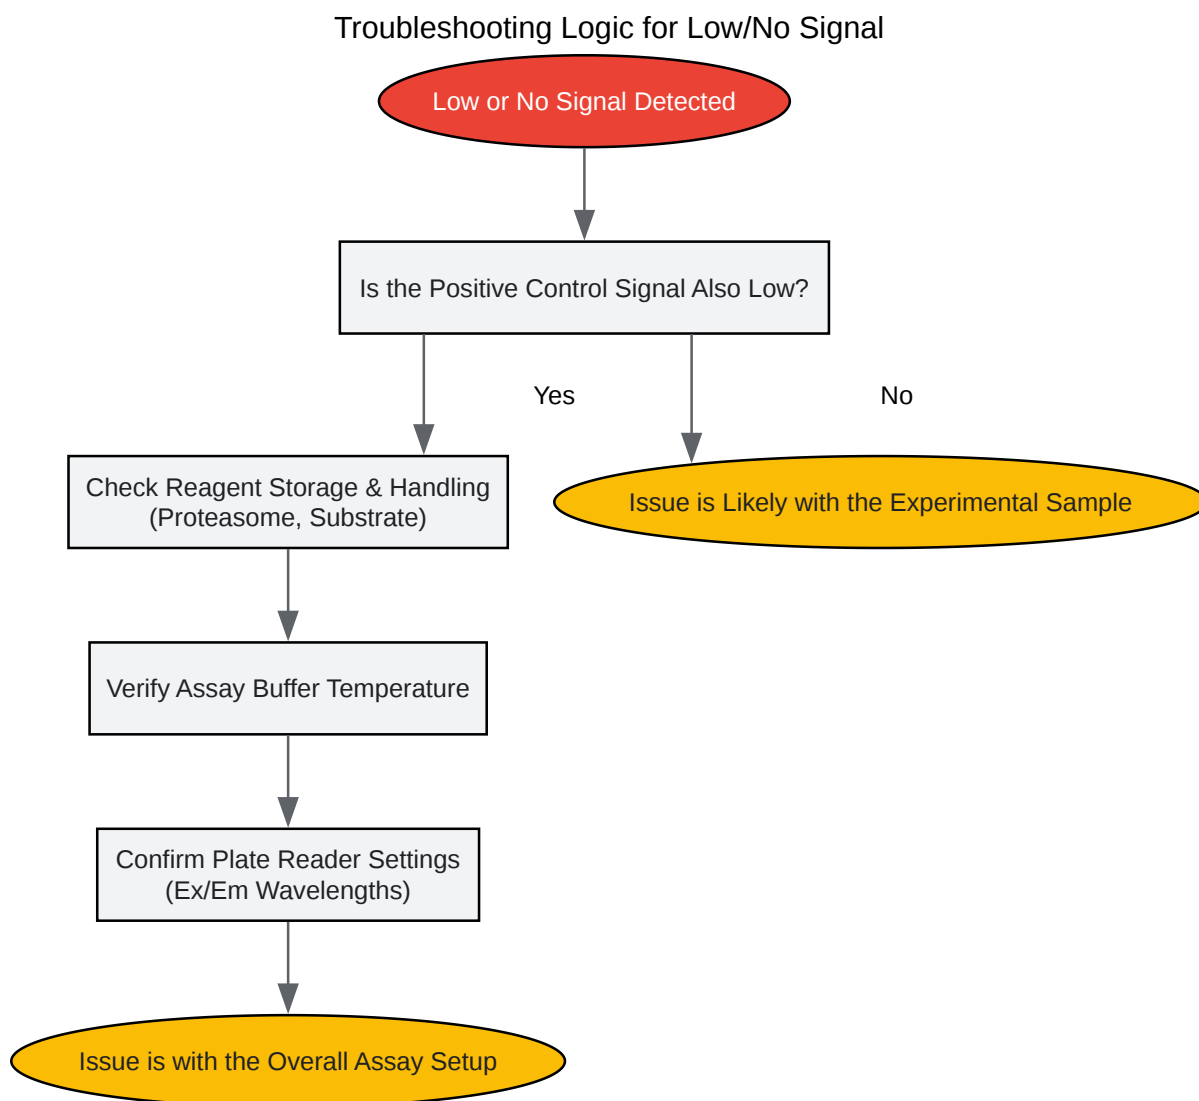 Troubleshooting Logic for Low/No Signal
Low or No Signal Detected
Is the Positive Control Signal Also Low?
Yes
No
Check Reagent Storage & Handling
(Proteasome, Substrate)
Issue is Likely with the Experimental Sample
Verify Assay Buffer Temperature
Confirm Plate Reader Settings
(Ex/Em Wavelengths)
Issue is with the Overall Assay Setup